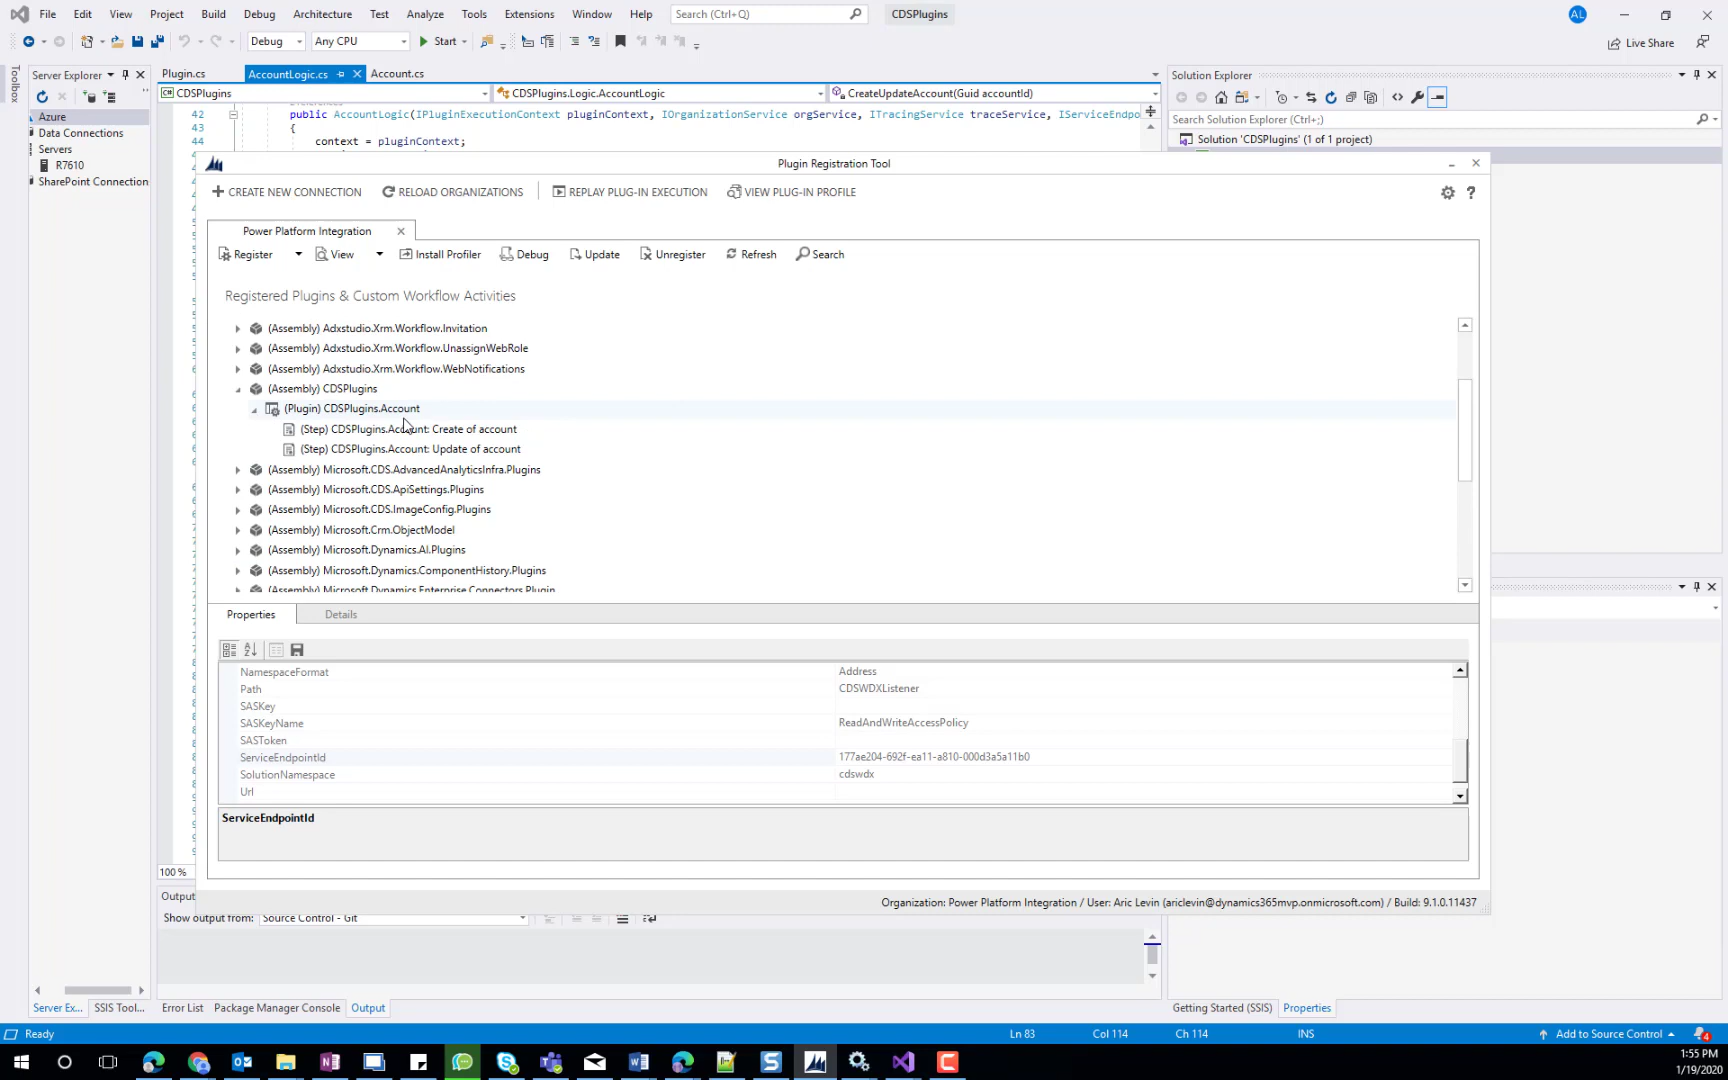 File Edit View Project Build Debug Architecture Test Analyze Tools Extensions Window Help Search (Ctrl+Q) CDSPlugins AL
Debug Any CPU Start Live Share
Toolbox
Server Explorer
Azure
Data Connections
Servers
R7610
SharePoint Connection
Plugin.cs AccountLogic.cs Account.cs
CDSPlugins CDSPlugins.Logic.AccountLogic CreateUpdateAccount(Guid accountId)
42 public AccountLogic(IPluginExecutionContext pluginContext, IOrganizationService orgService, ITracingService traceService, IServiceEndpo
43 {
44 context = pluginContext;
Solution Explorer
Search Solution Explorer (Ctrl+;)
Solution 'CDSPlugins' (1 of 1 project)
Plugin Registration Tool
CREATE NEW CONNECTION RELOAD ORGANIZATIONS REPLAY PLUG-IN EXECUTION VIEW PLUG-IN PROFILE
Power Platform Integration
Register View Install Profiler Debug Update Unregister Refresh Search
Registered Plugins & Custom Workflow Activities
(Assembly) Adxstudio.Xrm.Workflow.Invitation
(Assembly) Adxstudio.Xrm.Workflow.UnassignWebRole
(Assembly) Adxstudio.Xrm.Workflow.WebNotifications
(Assembly) CDSPlugins
(Plugin) CDSPlugins.Account
(Step) CDSPlugins.Account: Create of account
(Step) CDSPlugins.Account: Update of account
(Assembly) Microsoft.CDS.AdvancedAnalyticsInfra.Plugins
(Assembly) Microsoft.CDS.ApiSettings.Plugins
(Assembly) Microsoft.CDS.ImageConfig.Plugins
(Assembly) Microsoft.Crm.ObjectModel
(Assembly) Microsoft.Dynamics.AI.Plugins
(Assembly) Microsoft.Dynamics.ComponentHistory.Plugins
(Assembly) Microsoft.Dynamics.Enterprise.Connectors.Plugin
Properties Details
NamespaceFormat Address
Path CDSWDXListener
SASKey
SASKeyName ReadAndWriteAccessPolicy
SASToken
ServiceEndpointId 177ae204-692f-ea11-a810-000d3a5a11b0
SolutionNamespace cdswdx
Url
ServiceEndpointId
Organization: Power Platform Integration / User: Aric Levin (ariclevin@dynamics365mvp.onmicrosoft.com) / Build: 9.1.0.11437
100 %
Output
Show output from: Source Control - Git
Server Ex... SSIS Tool... Error List Package Manager Console Output Getting Started (SSIS) Properties
Ready Ln 83 Col 114 Ch 114 INS Add to Source Control 4
1:55 PM
1/19/2020